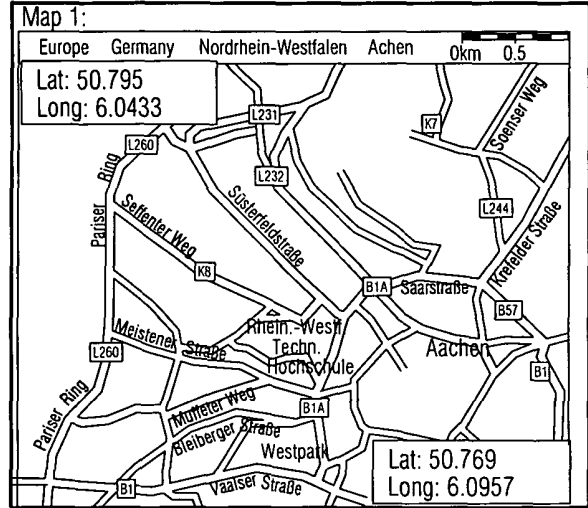 Map 1:
Europe Germany Nordrhein-Westfalen Achen
0km 0.5
Lat: 50.795
Long: 6.0433
L231
K7
Soenser Weg
L260
Pariser Ring
L232
Süsterfeldstraße
Seffenter Weg
L244
Krefelder Straße
K8
B1A
Saarstraße
B57
Rhein.-Westf
Techn.
Hochschule
Meistener Straße
L260
Aachen
B1
Pariser Ring
Muffeter Weg
B1A
Bleiberger Straße
Westpark
Lat: 50.769
Long: 6.0957
B1
Vaalser Straße